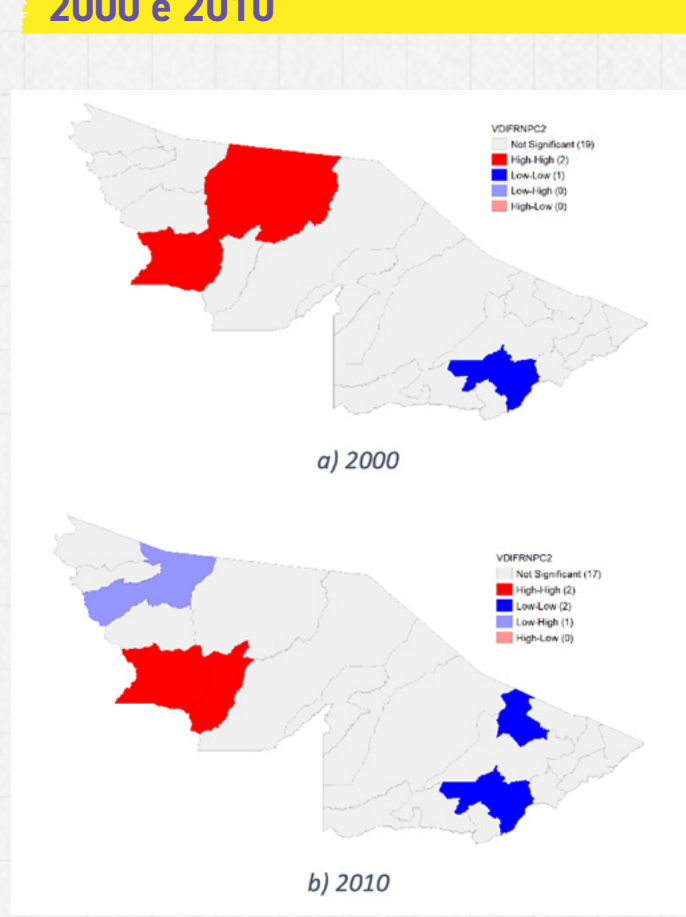 2000 e 2010
VDIFRNPC2
Not Significant (19)
High-High (2)
Low-Low (1)
Low-High (0)
High-Low (0)
a) 2000
VDIFRNPC2
Not Significant (17)
High-High (2)
Low-Low (2)
Low-High (1)
High-Low (0)
b) 2010